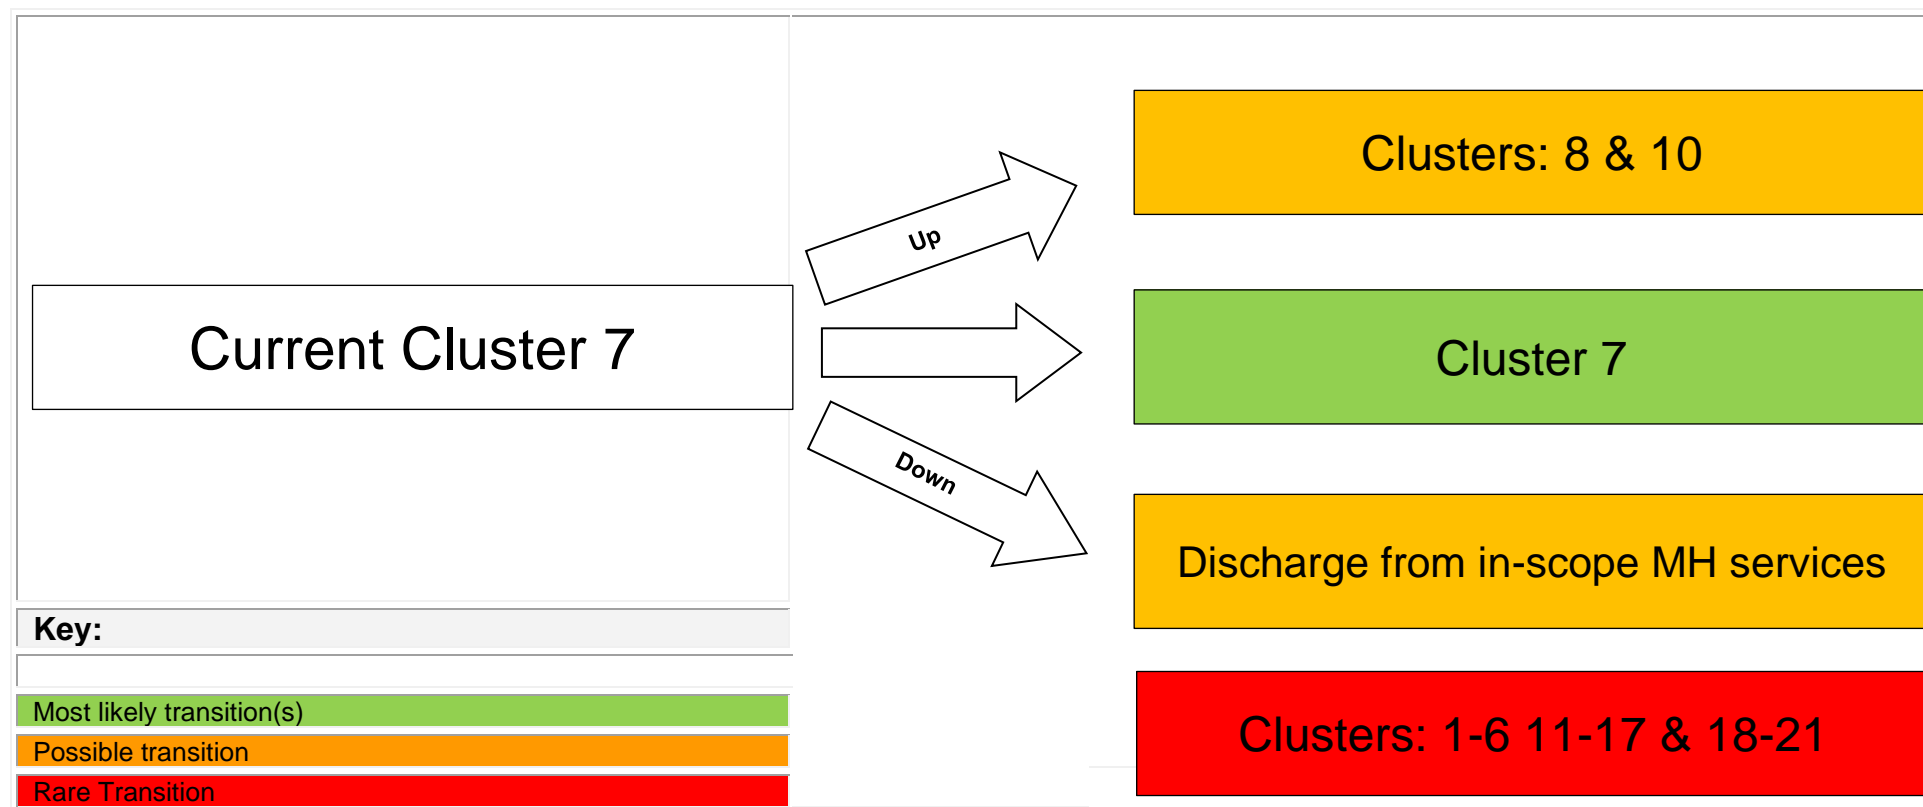 Clusters: 8 & 10
Up
Current Cluster 7
Cluster 7
Down
Discharge from in-scope MH services
Key:
Most likely transition(s)
Possible transition
Rare Transition
Clusters: 1-6 11-17 & 18-21